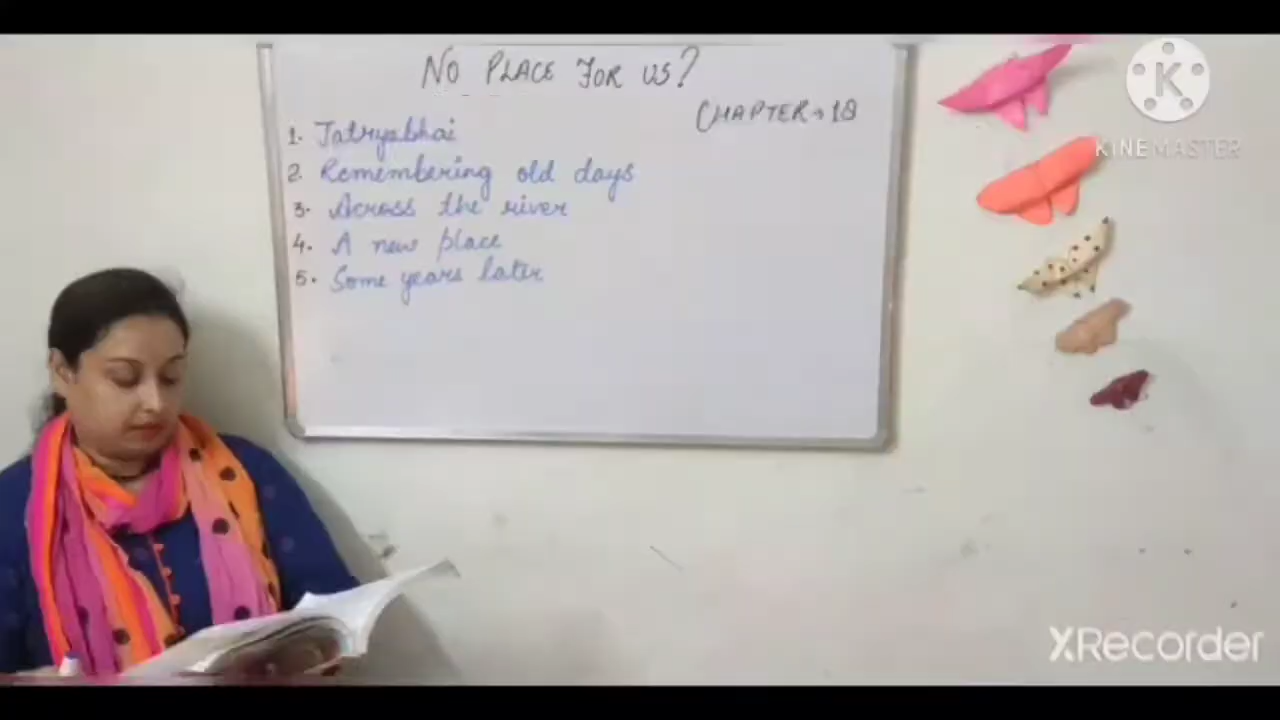 NO PLACE FOR US?
CHAPTER → 18
1. Jatryabhai
2. Remembering old days
3. Across the river
4. A new place
5. Some years later
K
KINEMASTER
XRecorder